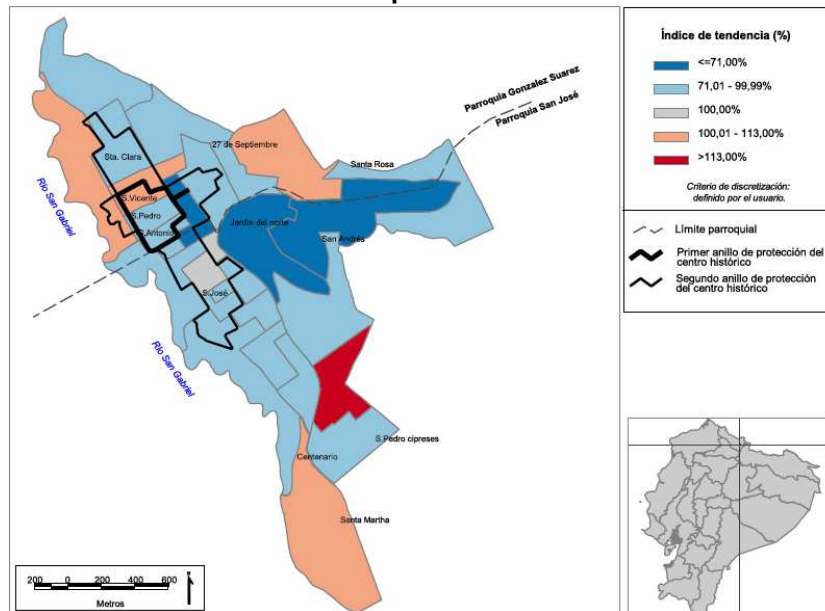 Índice de tendencia (%)
<=71,00%
71,01 - 99,99%
100,00%
100,01 - 113,00%
>113,00%
Criterio de discretización:
definido por el usuario.
Límite parroquial
Primer anillo de protección del
centro histórico
Segundo anillo de protección
del centro histórico
Parroquia Gonzalez Suarez
Parroquia San José
27 de Septiembre
Santa Rosa
Sta. Clara
S.Vicente
S.Pedro
S.Antonio
Río San Gabriel
Jardín del norte
San Andrés
S.José
Río San Gabriel
S.Pedro cipreses
Centenario
Santa Martha
200 0 200 400 600
Metros